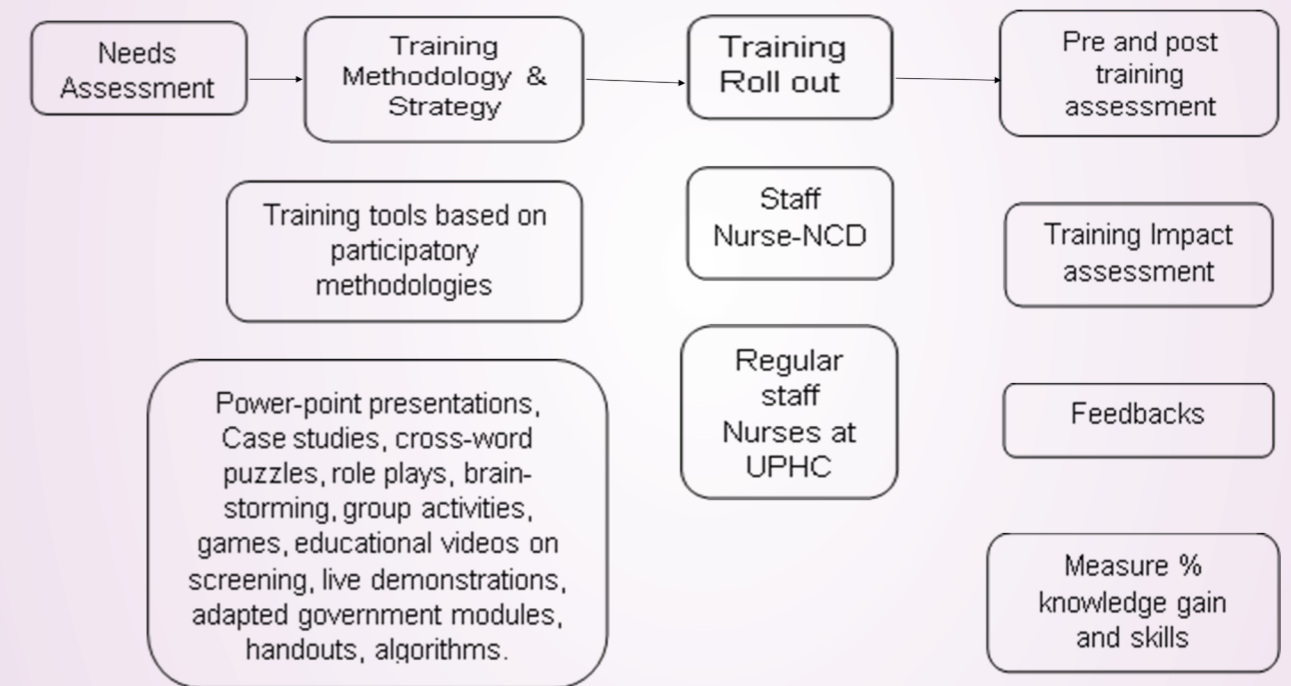 Needs
Assessment
Training
Methodology &
Strategy
Training
Roll out
Pre and post
training
assessment
Training tools based on
participatory
methodologies
Staff
Nurse-NCD
Training Impact
assessment
Power-point presentations,
Case studies, cross-word
puzzles, role plays, brain-
storming, group activities,
games, educational videos on
screening, live demonstrations,
adapted government modules,
handouts, algorithms.
Regular
staff
Nurses at
UPHC
Feedbacks
Measure %
knowledge gain
and skills